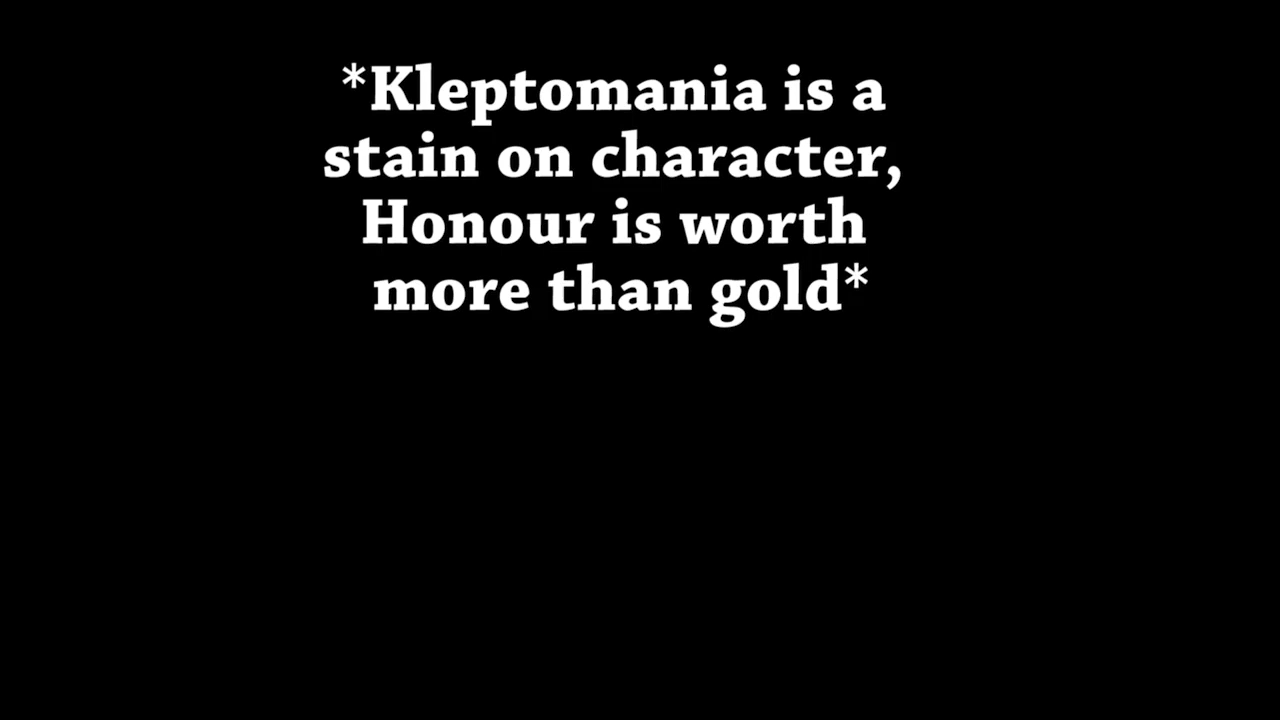 *Kleptomania is a
stain on character,
Honour is worth
more than gold*